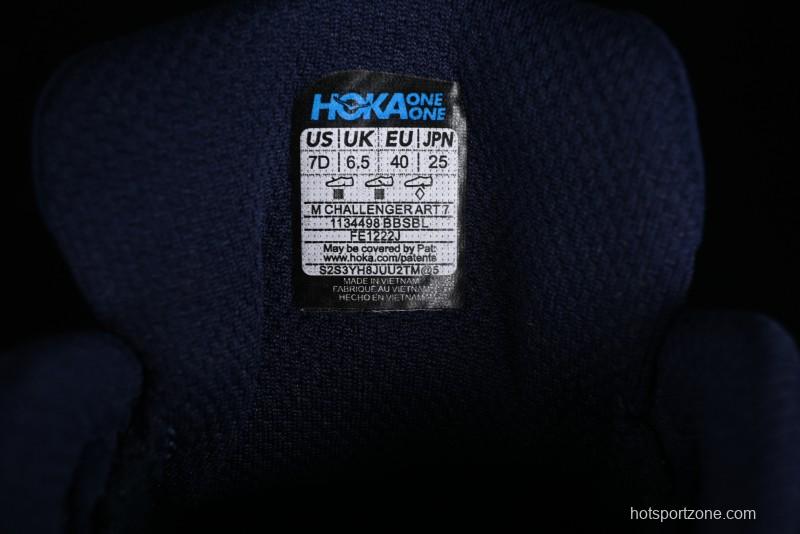 HOKA ONE ONE
US UK EU JPN
7D 6.5 40 25
M CHALLENGER ART 7
1134498 BBSBL
FE1222J
May be covered by Pat:
www.hoka.com/patents
S2S3YH8JUU2TM@5
MADE IN VIETNAM
FABRIQUE AU VIETNAM
HECHO EN VIETNAM
hotsportzone.com/